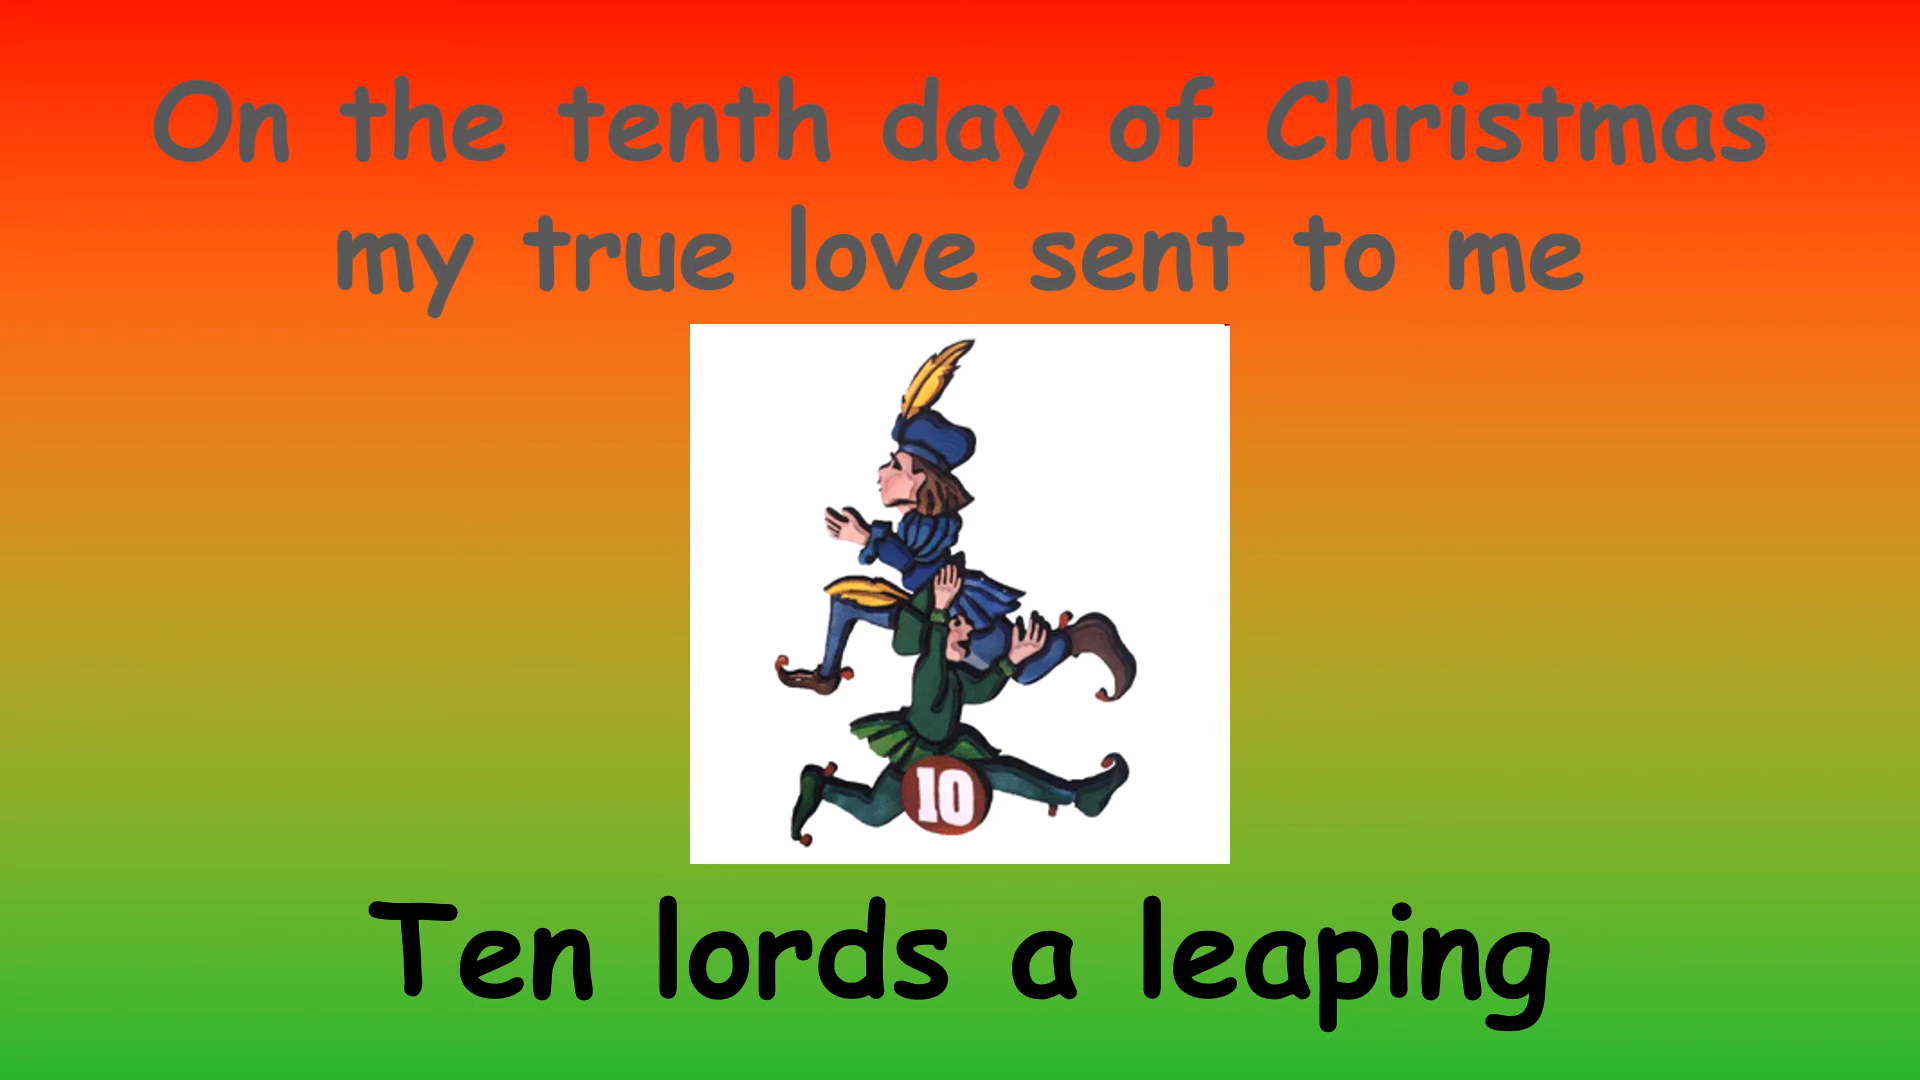 On the tenth day of Christmas
my true love sent to me
10
Ten lords a leaping